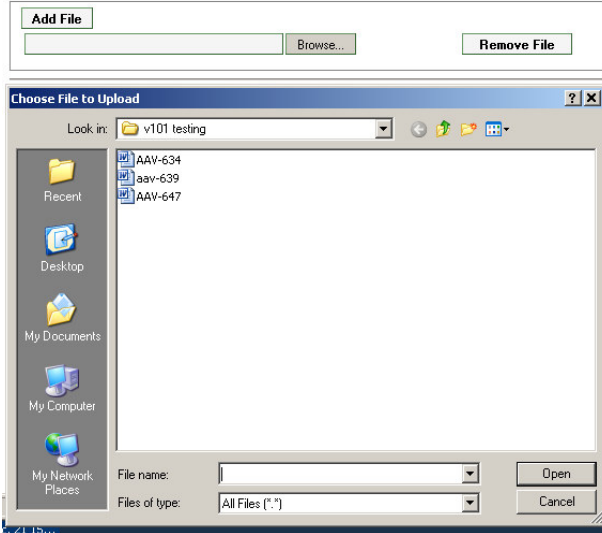 Add File
Browse... Remove File
Choose File to Upload
Look in: v101 testing
AAV-634
aav-639
AAV-647
Recent
Desktop
My Documents
My Computer
My Network
Places
File name: Open
Files of type: All Files (*.*) Cancel